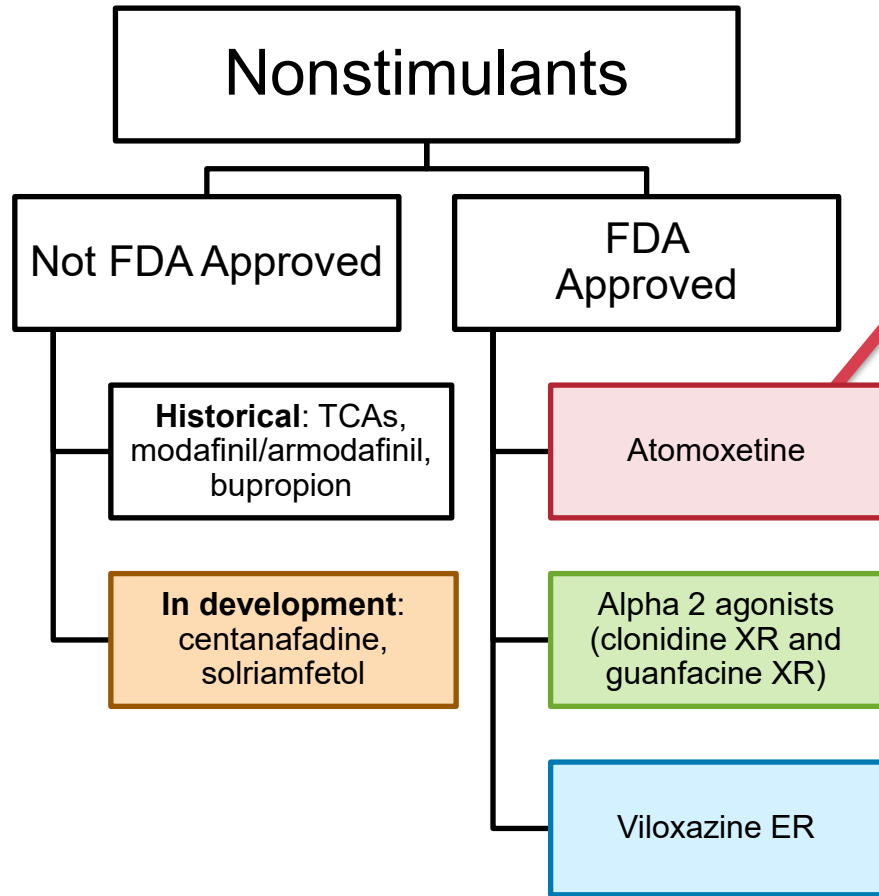 Nonstimulants
Not FDA Approved
FDA
Approved
Historical: TCAs,
modafinil/armodafinil,
bupropion
Atomoxetine
In development:
centanafadine,
solriamfetol
Alpha 2 agonists
(clonidine XR and
guanfacine XR)
Viloxazine ER